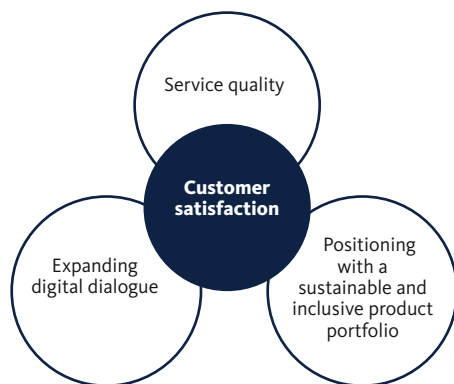 Service quality
Customer
satisfaction
Expanding
digital dialogue
Positioning
with a
sustainable and
inclusive product
portfolio